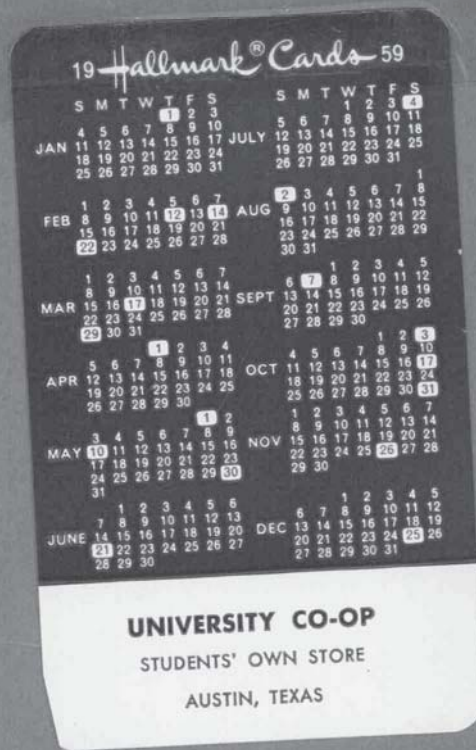 19 Hallmark® Cards 59
S M T W T F S
1 2 3
4 5 6 7 8 9 10
JAN 11 12 13 14 15 16 17
18 19 20 21 22 23 24
25 26 27 28 29 30 31
1 2 3 4 5 6 7
FEB 8 9 10 11 12 13 14
15 16 17 18 19 20 21
22 23 24 25 26 27 28
1 2 3 4 5 6 7
8 9 10 11 12 13 14
MAR 15 16 17 18 19 20 21
22 23 24 25 26 27 28
29 30 31
1 2 3 4
5 6 7 8 9 10 11
APR 12 13 14 15 16 17 18
19 20 21 22 23 24 25
26 27 28 29 30
1 2
3 4 5 6 7 8 9
MAY 10 11 12 13 14 15 16
17 18 19 20 21 22 23
24 25 26 27 28 29 30
31
1 2 3 4 5 6
7 8 9 10 11 12 13
JUNE 14 15 16 17 18 19 20
21 22 23 24 25 26 27
28 29 30
S M T W T F S
1 2 3 4
5 6 7 8 9 10 11
JULY 12 13 14 15 16 17 18
19 20 21 22 23 24 25
26 27 28 29 30 31
1
2 3 4 5 6 7 8
AUG 9 10 11 12 13 14 15
16 17 18 19 20 21 22
23 24 25 26 27 28 29
30 31
1 2 3 4 5
6 7 8 9 10 11 12
SEPT 13 14 15 16 17 18 19
20 21 22 23 24 25 26
27 28 29 30
1 2 3
4 5 6 7 8 9 10
OCT 11 12 13 14 15 16 17
18 19 20 21 22 23 24
25 26 27 28 29 30 31
1 2 3 4 5 6 7
8 9 10 11 12 13 14
NOV 15 16 17 18 19 20 21
22 23 24 25 26 27 28
29 30
1 2 3 4 5
6 7 8 9 10 11 12
DEC 13 14 15 16 17 18 19
20 21 22 23 24 25 26
27 28 29 30 31
UNIVERSITY CO-OP
STUDENTS' OWN STORE
AUSTIN, TEXAS